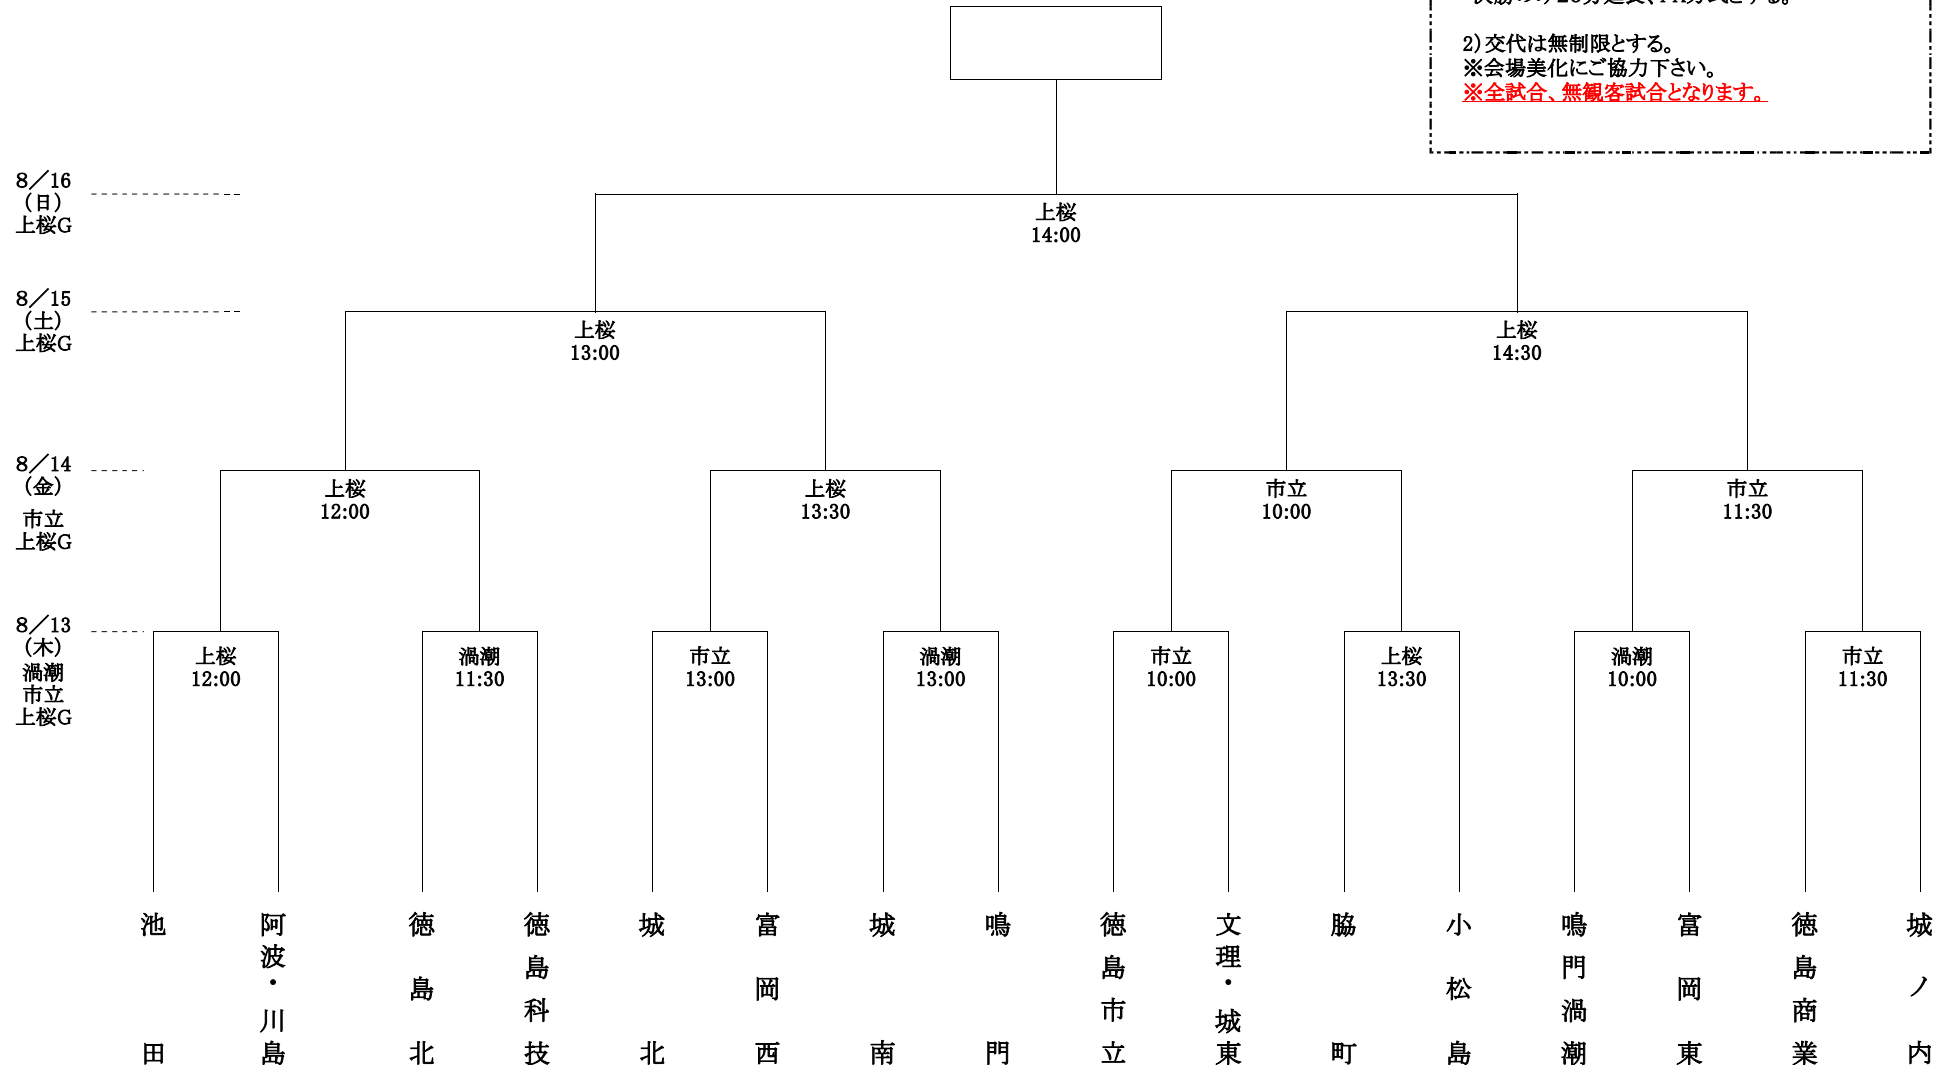 2）交代は無制限とする。
※会場美化にご協力下さい。
※全試合、無観客試合となります。
8／16
（日）
上桜G
上桜
14:00
8／15
（土）
上桜G
上桜
13:00
上桜
14:30
8／14
（金）
市立
上桜G
上桜
12:00
上桜
13:30
市立
10:00
市立
11:30
8／13
（木）
渦潮
市立
上桜G
上桜
12:00
渦潮
11:30
市立
13:00
渦潮
13:00
市立
10:00
上桜
13:30
渦潮
10:00
市立
11:30
池田
阿波・川島
徳島北
徳島科技
城北
富岡西
城南
鳴門
徳島市立
文理・城東
脇町
小松島
鳴門渦潮
富岡東
徳島商業
城ノ内